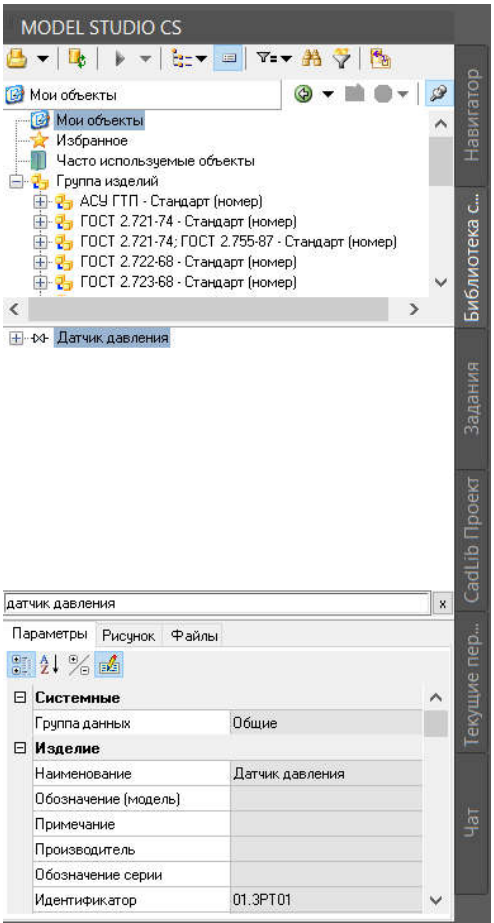 MODEL STUDIO CS
Мои объекты
Мои объекты
Избранное
Часто используемые объекты
Группа изделий
АСУ ГТП - Стандарт (номер)
ГОСТ 2.721-74 - Стандарт (номер)
ГОСТ 2.721-74; ГОСТ 2.755-87 - Стандарт (номер)
ГОСТ 2.722-68 - Стандарт (номер)
ГОСТ 2.723-68 - Стандарт (номер)
Датчик давления
датчик давления
x
Параметры Рисунок Файлы
Системные
Группа данных Общие
Изделие
Наименование Датчик давления
Обозначение (модель)
Примечание
Производитель
Обозначение серии
Идентификатор 01.3PT01
Навигатор
Библиотека с...
Задания
CadLib Проект
Текущие пер...
Чат